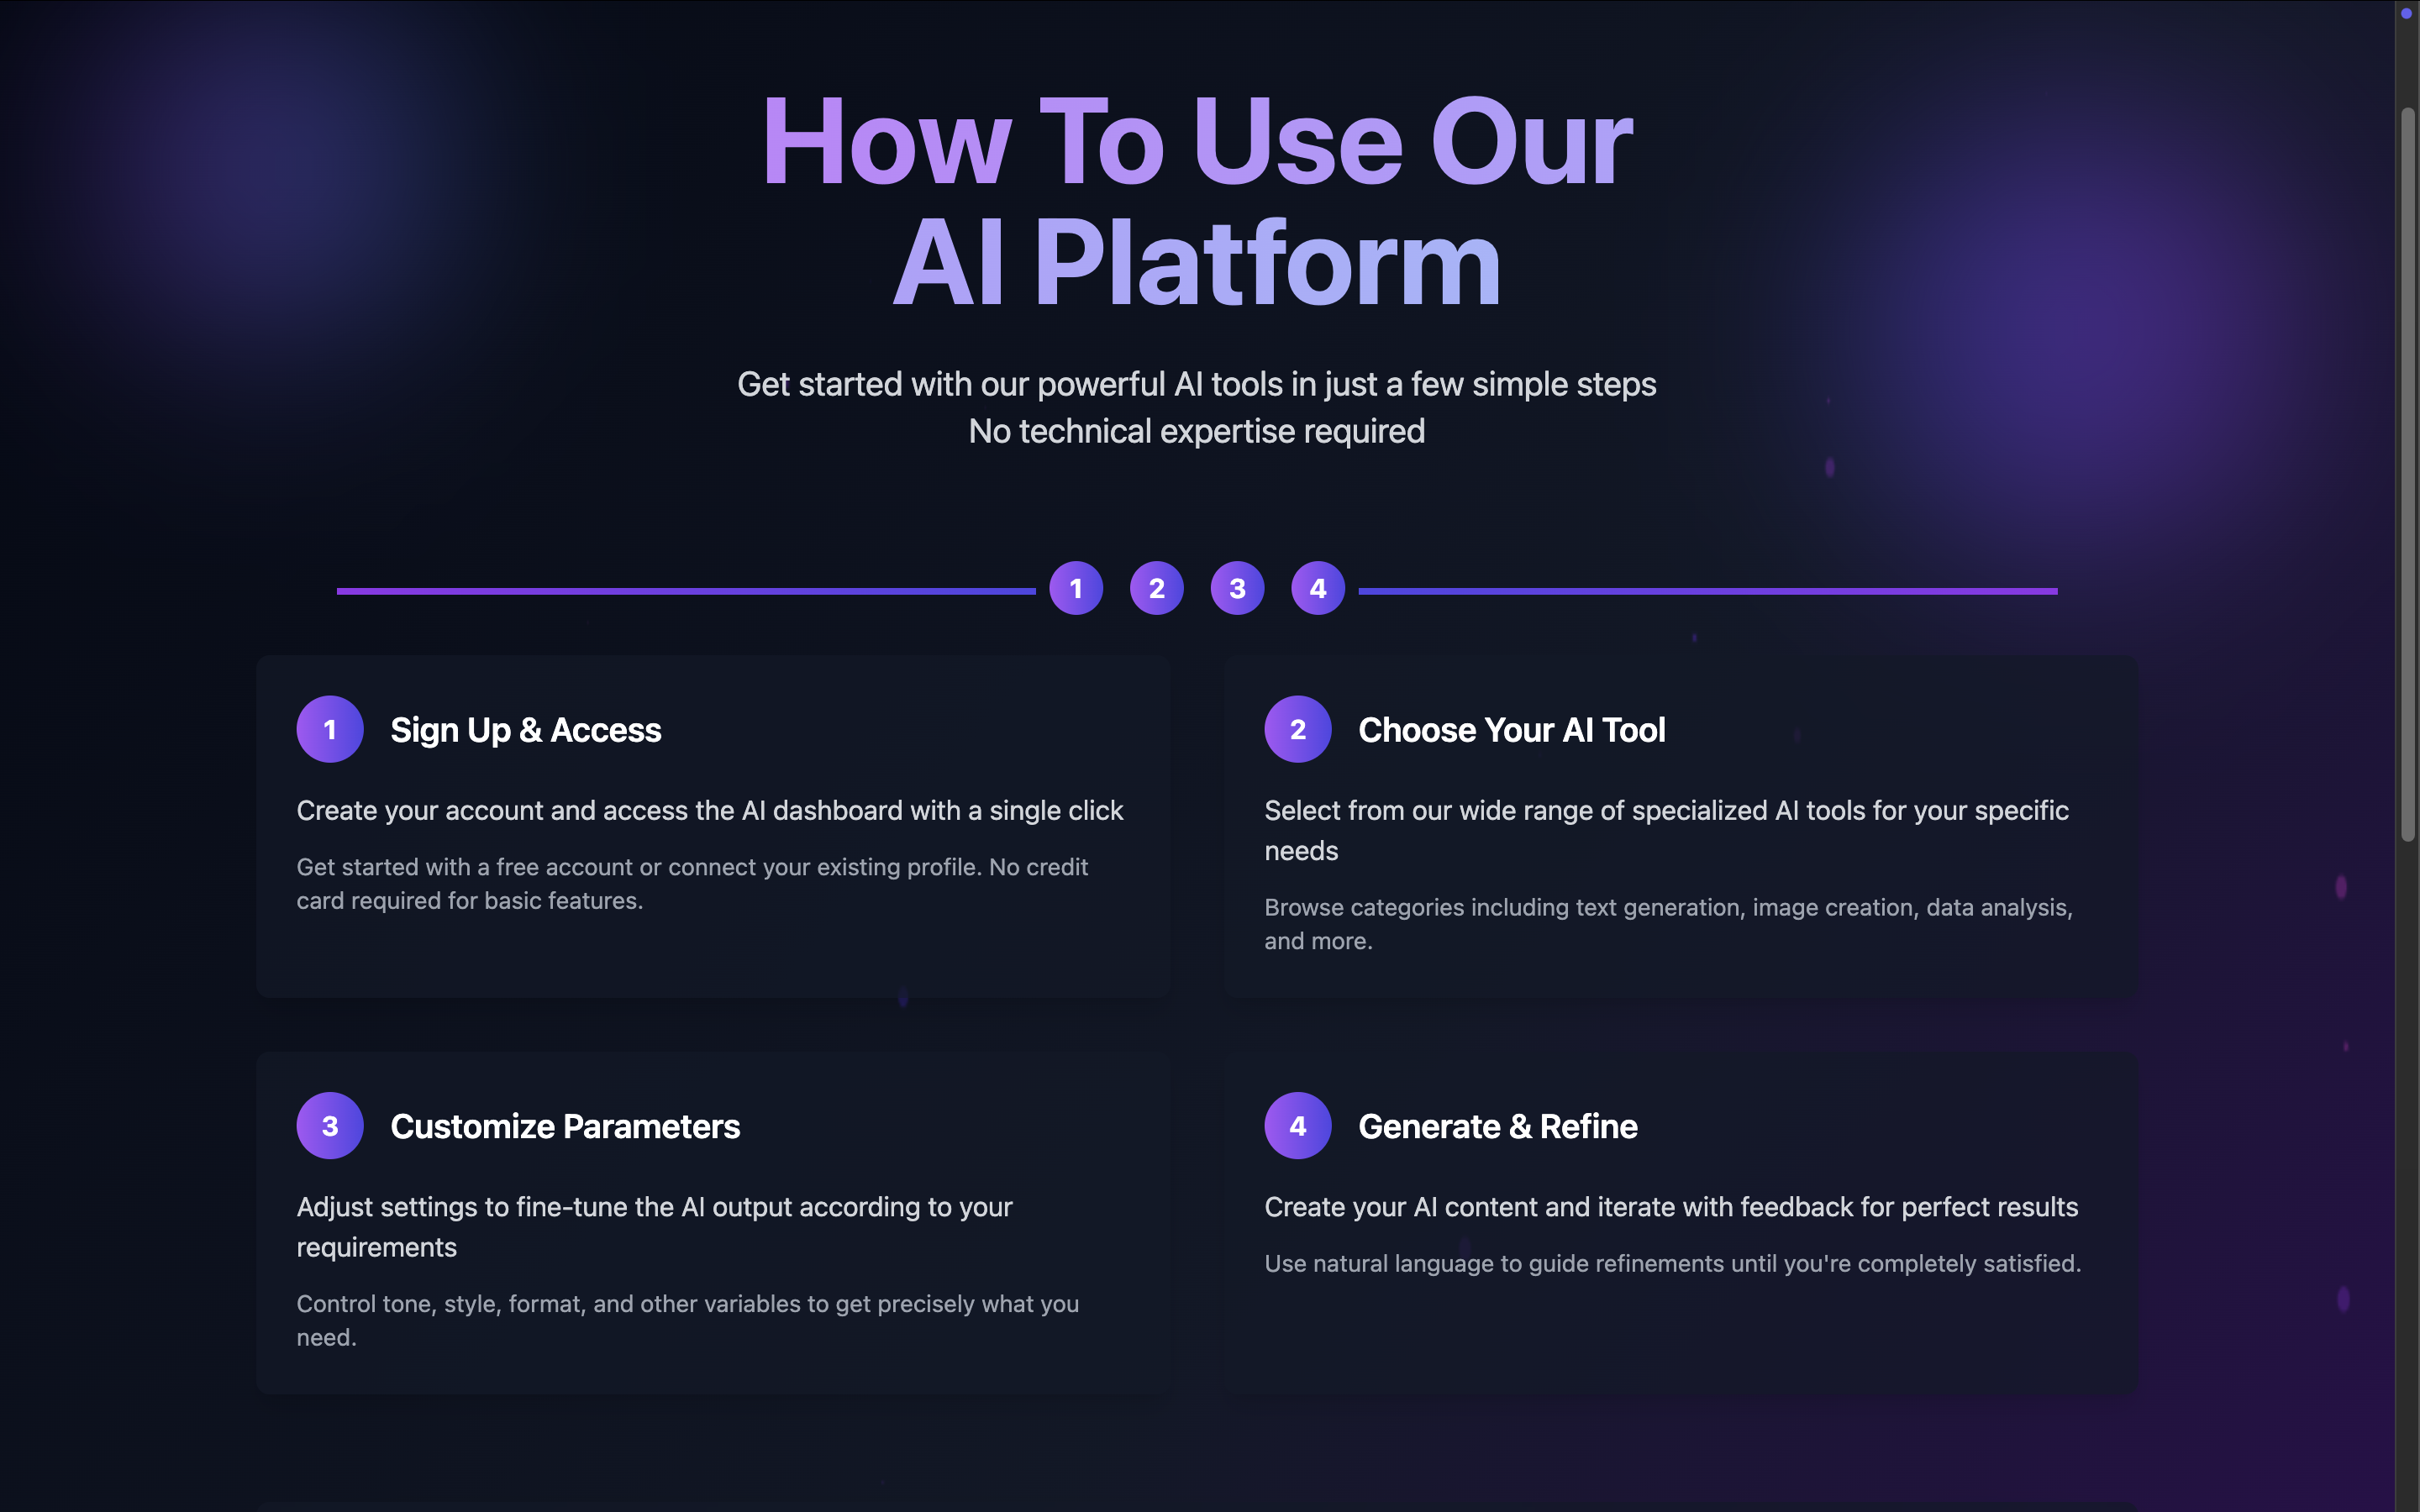 How To Use Our
AI Platform
Get started with our powerful AI tools in just a few simple steps
No technical expertise required
1 2 3 4
1 Sign Up & Access
Create your account and access the AI dashboard with a single click
Get started with a free account or connect your existing profile. No credit
card required for basic features.
2 Choose Your AI Tool
Select from our wide range of specialized AI tools for your specific
needs
Browse categories including text generation, image creation, data analysis,
and more.
3 Customize Parameters
Adjust settings to fine-tune the AI output according to your
requirements
Control tone, style, format, and other variables to get precisely what you
need.
4 Generate & Refine
Create your AI content and iterate with feedback for perfect results
Use natural language to guide refinements until you're completely satisfied.